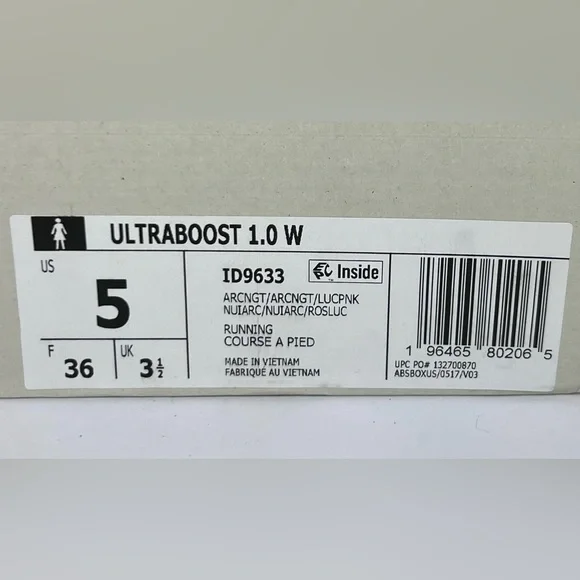 ULTRABOOST 1.0 W
US
5
F
36
UK
3½
ID9633
Inside
ARCNGT/ARCNGT/LUCPNK
NUIARC/NUIARC/ROSLUC
RUNNING
COURSE A PIED
MADE IN VIETNAM
FABRIQUÉ AU VIETNAM
1 96465 80206 5
UPC PO# 132700870
ABSBOXUS/0517/V03